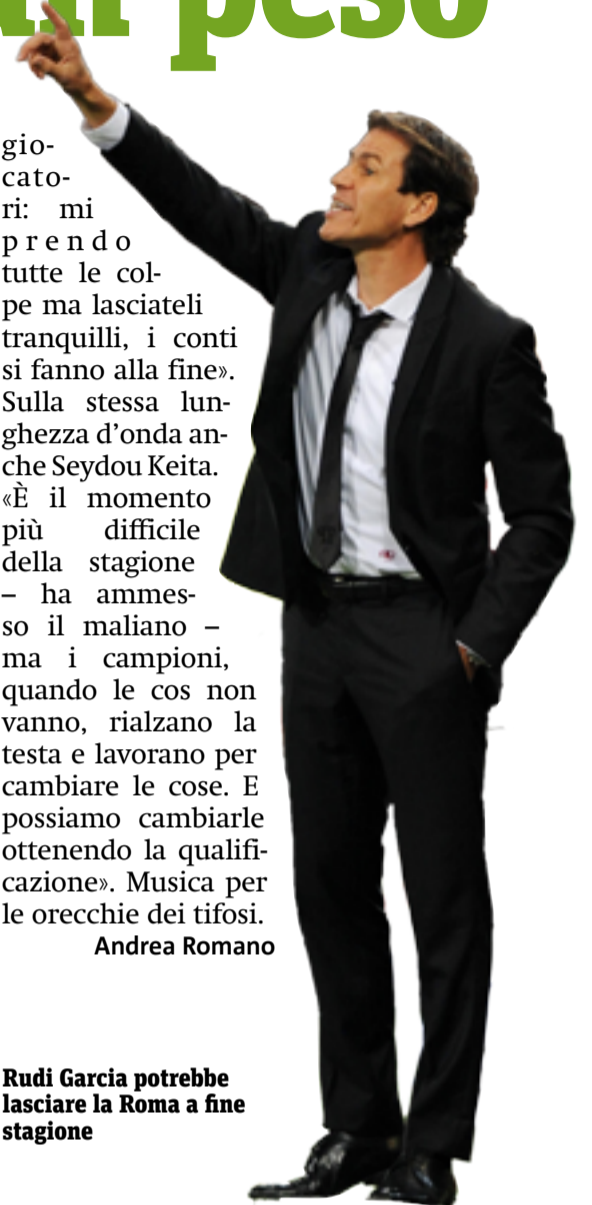 un peso
gio-
cato-
ri: mi
prendo
tutte le col-
pe ma lasciateli
tranquilli, i conti
si fanno alla fine».
Sulla stessa lun-
ghezza d’onda an-
che Seydou Keita.
«È il momento
più difficile
della stagione
– ha ammes-
so il maliano –
ma i campioni,
quando le cos non
vanno, rialzano la
testa e lavorano per
cambiare le cose. E
possiamo cambiarle
ottenendo la qualifi-
cazione». Musica per
le orecchie dei tifosi.
Andrea Romano
Rudi Garcia potrebbe
lasciare la Roma a fine
stagione